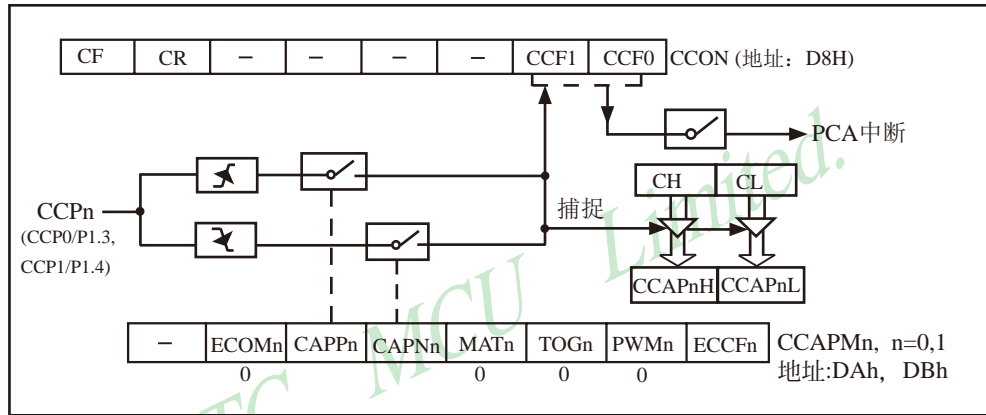 CF CR － － － － CCF1 CCF0 CCON (地址：D8H)
PCA中断
CH CL
捕捉
CCPn
(CCP0/P1.3,
CCP1/P1.4)
CCAPnH CCAPnL
－ ECOMn CAPPn CAPNn MATn TOGn PWMn ECCFn CCAPMn, n=0,1
0 0 0 0 地址:DAh, DBh
MCU Limited.